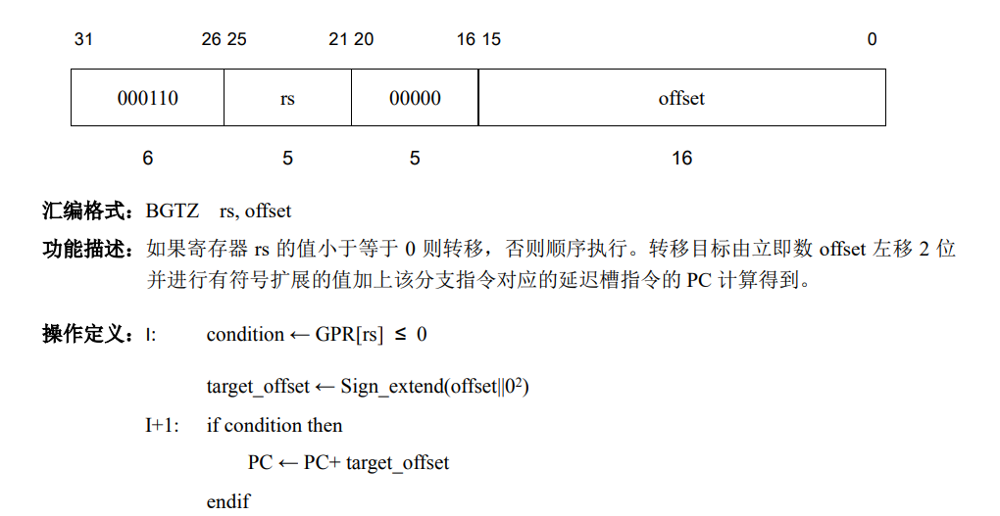 31 26 25 21 20 16 15 0
000110 rs 00000 offset
6 5 5 16
汇编格式：BGTZ rs, offset
功能描述：如果寄存器 rs 的值小于等于 0 则转移，否则顺序执行。转移目标由立即数 offset 左移 2 位
并进行有符号扩展的值加上该分支指令对应的延迟槽指令的 PC 计算得到。
操作定义：I: condition ← GPR[rs] ≤ 0
target_offset ← Sign_extend(offset||0²)
I+1: if condition then
PC ← PC+ target_offset
endif